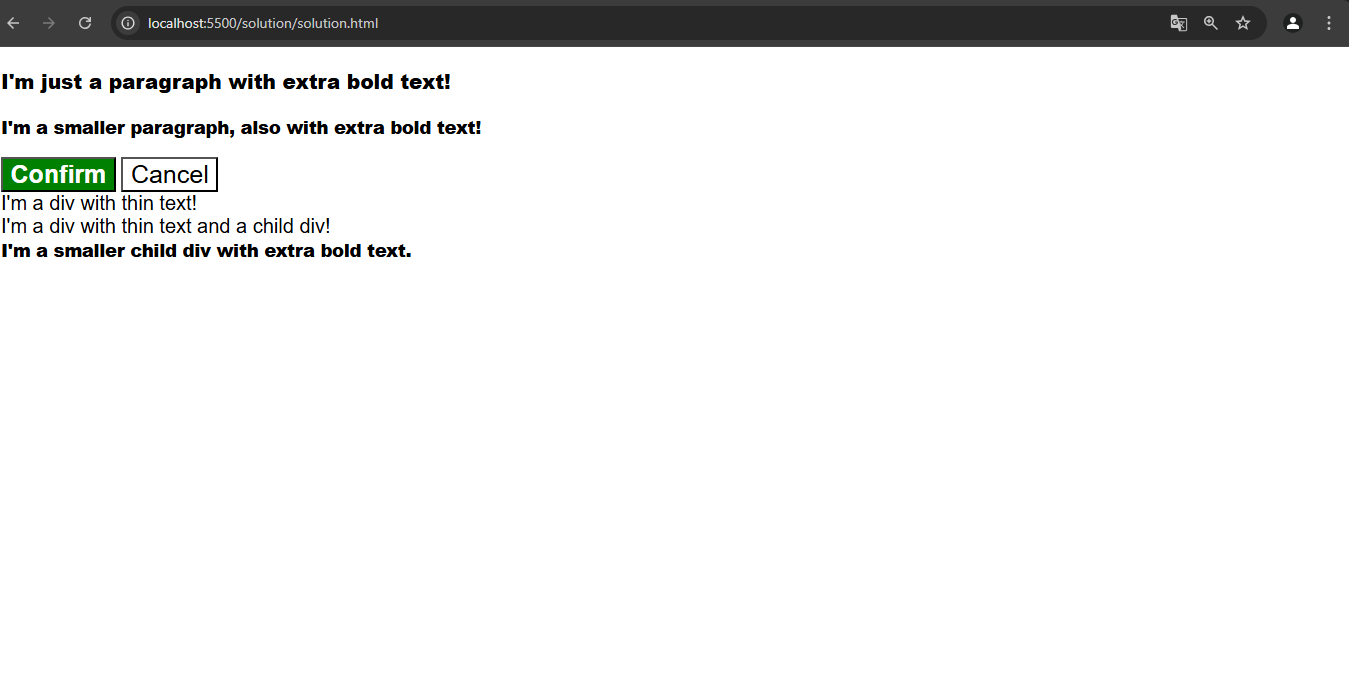 localhost:5500/solution/solution.html
I'm just a paragraph with extra bold text!
I'm a smaller paragraph, also with extra bold text!
Confirm Cancel
I'm a div with thin text!
I'm a div with thin text and a child div!
I'm a smaller child div with extra bold text.